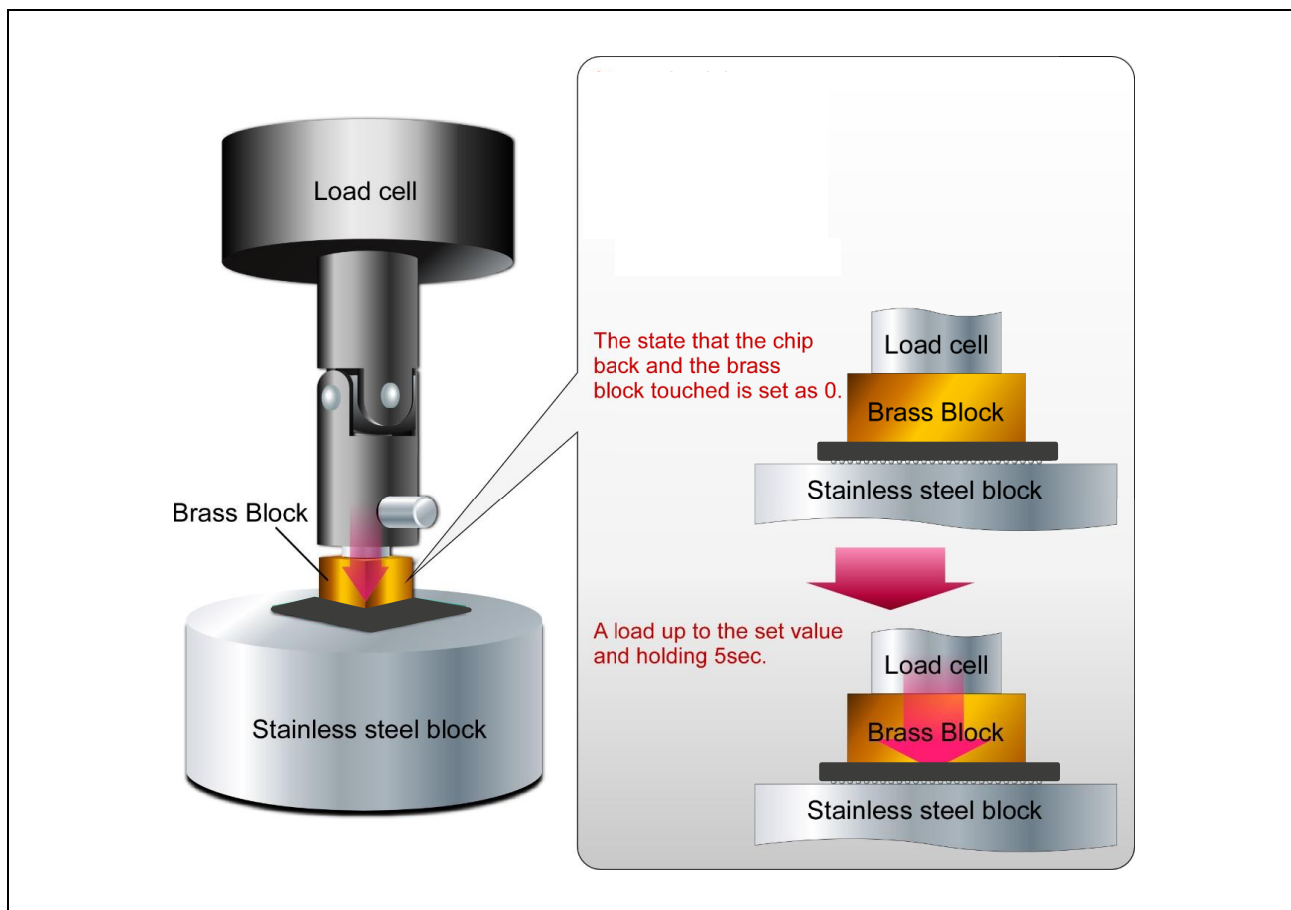 Load cell
Brass Block
Stainless steel block
The state that the chip
back and the brass
block touched is set as 0.
Load cell
Brass Block
Stainless steel block
A load up to the set value
and holding 5sec.
Load cell
Brass Block
Stainless steel block